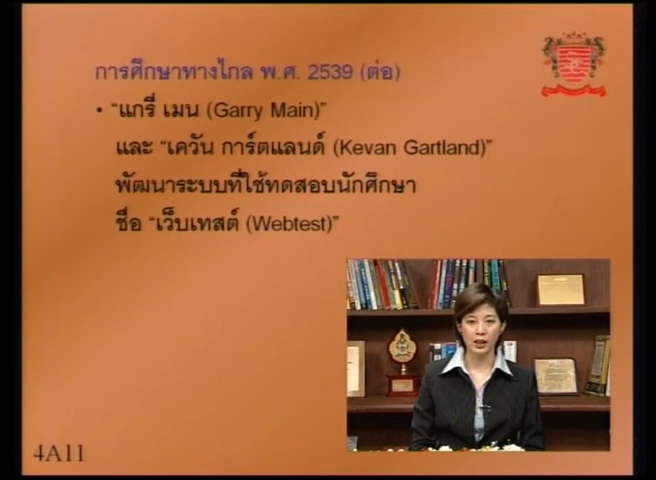 การศึกษาทางไกล พ.ศ. 2539 (ต่อ)
• “แกรี่ เมน (Garry Main)”
และ “เควัน การ์ตแลนด์ (Kevan Gartland)”
พัฒนาระบบที่ใช้ทดสอบนักศึกษา
ชื่อ “เว็บเทสต์ (Webtest)”
4A11